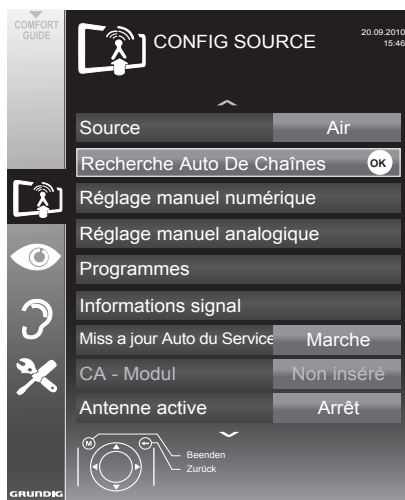 COMFORT
GUIDE
CONFIG SOURCE
20.09.2010
15:46
Source Air
Recherche Auto De Chaînes OK
Réglage manuel numérique
Réglage manuel analogique
Programmes
Informations signal
Miss a jour Auto du Service Marche
CA - Modul Non inséré
Antenne active Arrêt
M
Beenden
Zurück
GRUNDIG